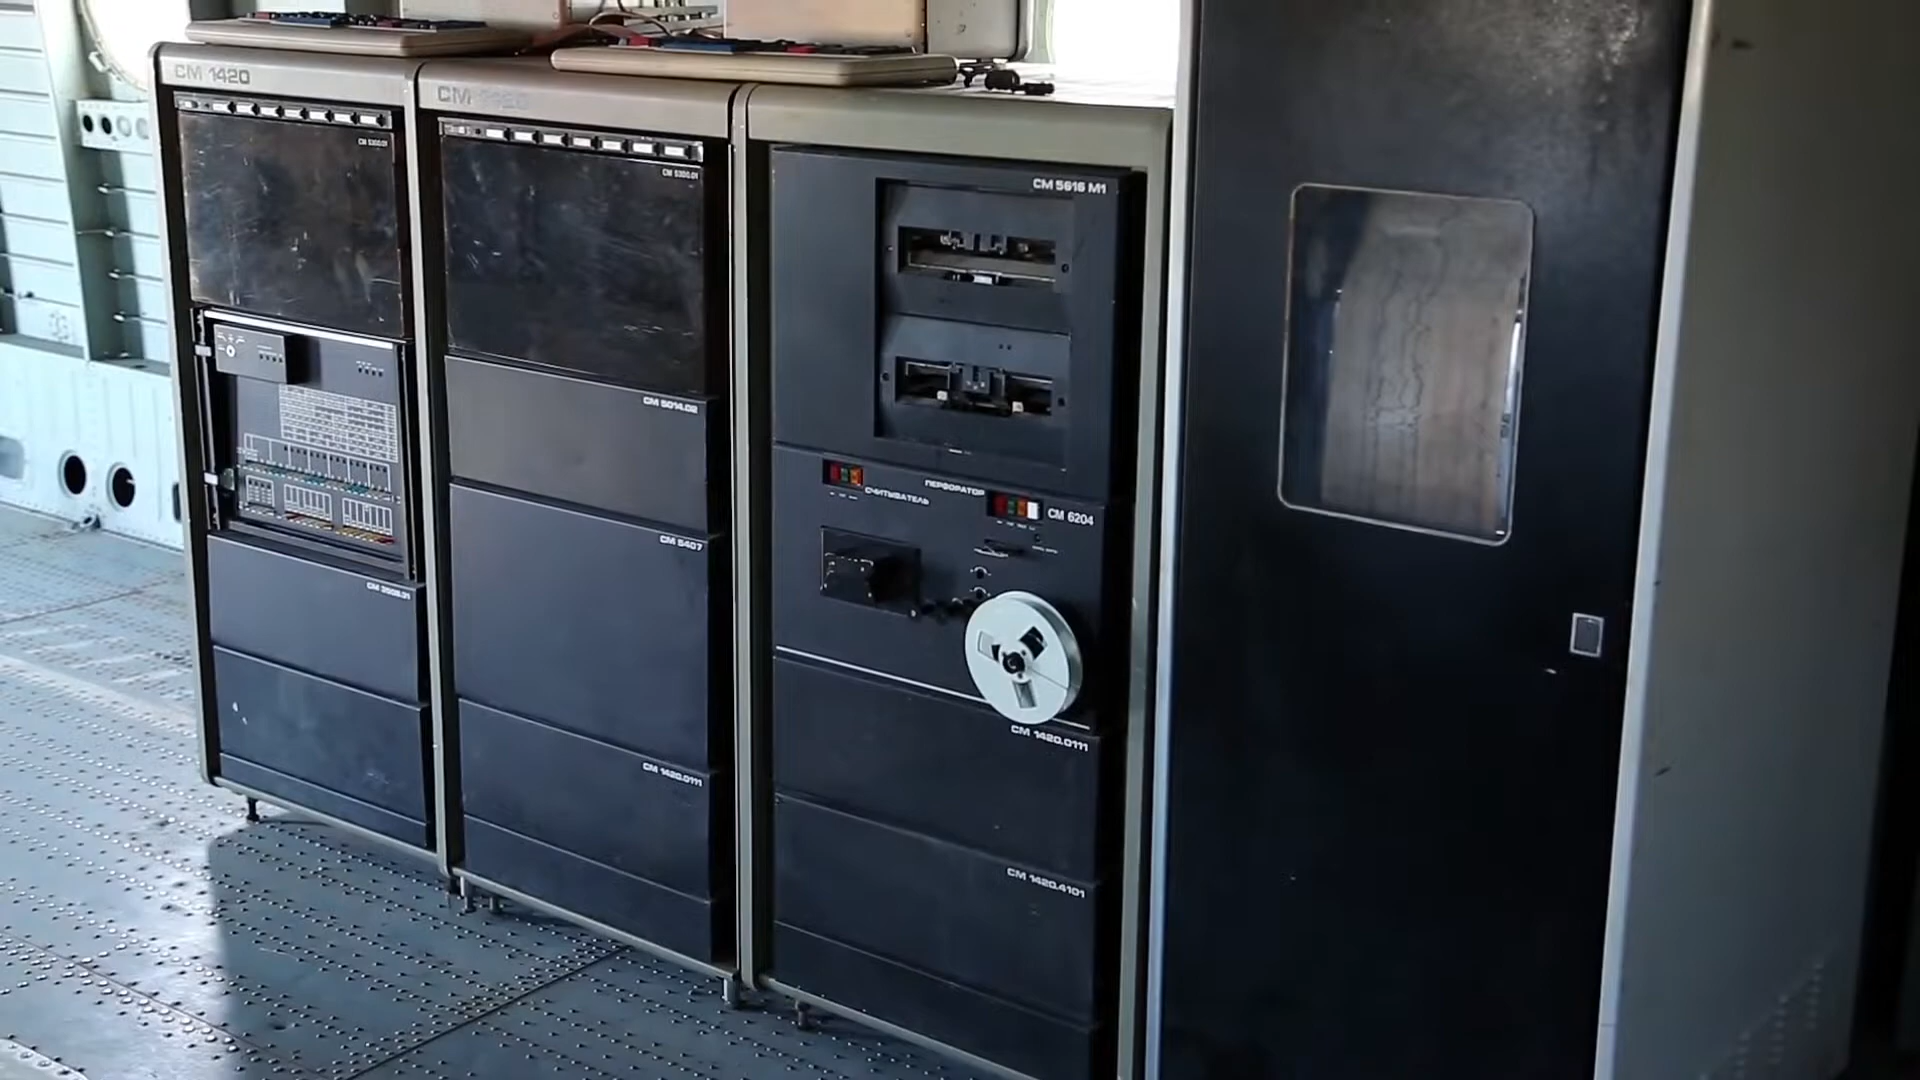 СМ 1420
СМ 5300.01
СМ
СМ 5300.01
СМ 5014.02
СМ 5407
СМ 1420.0111
СМ 5616 М1
СЧИТЫВАТЕЛЬ
ПЕРФОРАТОР
СМ 6204
СМ 1420.0111
СМ 1420.4101